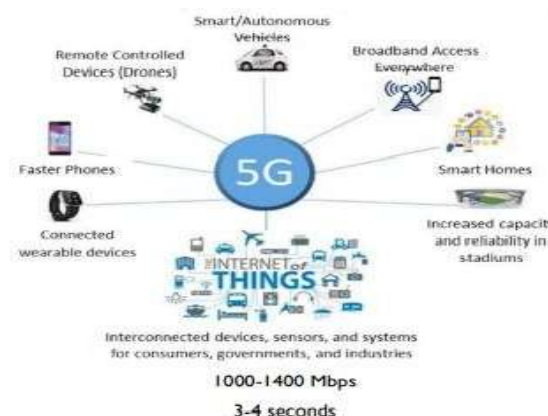 Smart/Autonomous
Vehicles
Remote Controlled
Devices (Drones)
Broadband Access
Everywhere
5G
Faster Phones
Smart Homes
Connected
wearable devices
Increased capacit
and reliability in
stadiums
THE INTERNET of
THINGS
Interconnected devices, sensors, and systems
for consumers, governments, and industries
1000-1400 Mbps
3-4 seconds